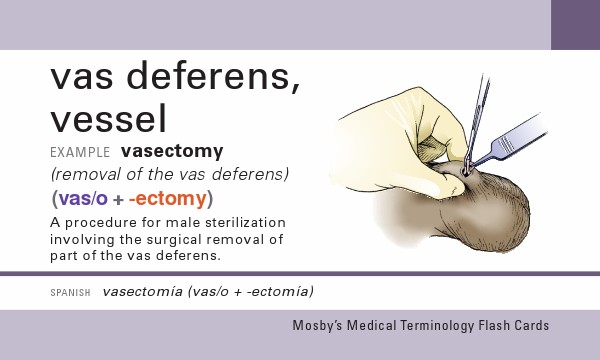 vas deferens,
vessel
EXAMPLE vasectomy
(removal of the vas deferens)
(vas/o + -ectomy)
A procedure for male sterilization
involving the surgical removal of
part of the vas deferens.
SPANISH vasectomía (vas/o + -ectomía)
Mosby's Medical Terminology Flash Cards